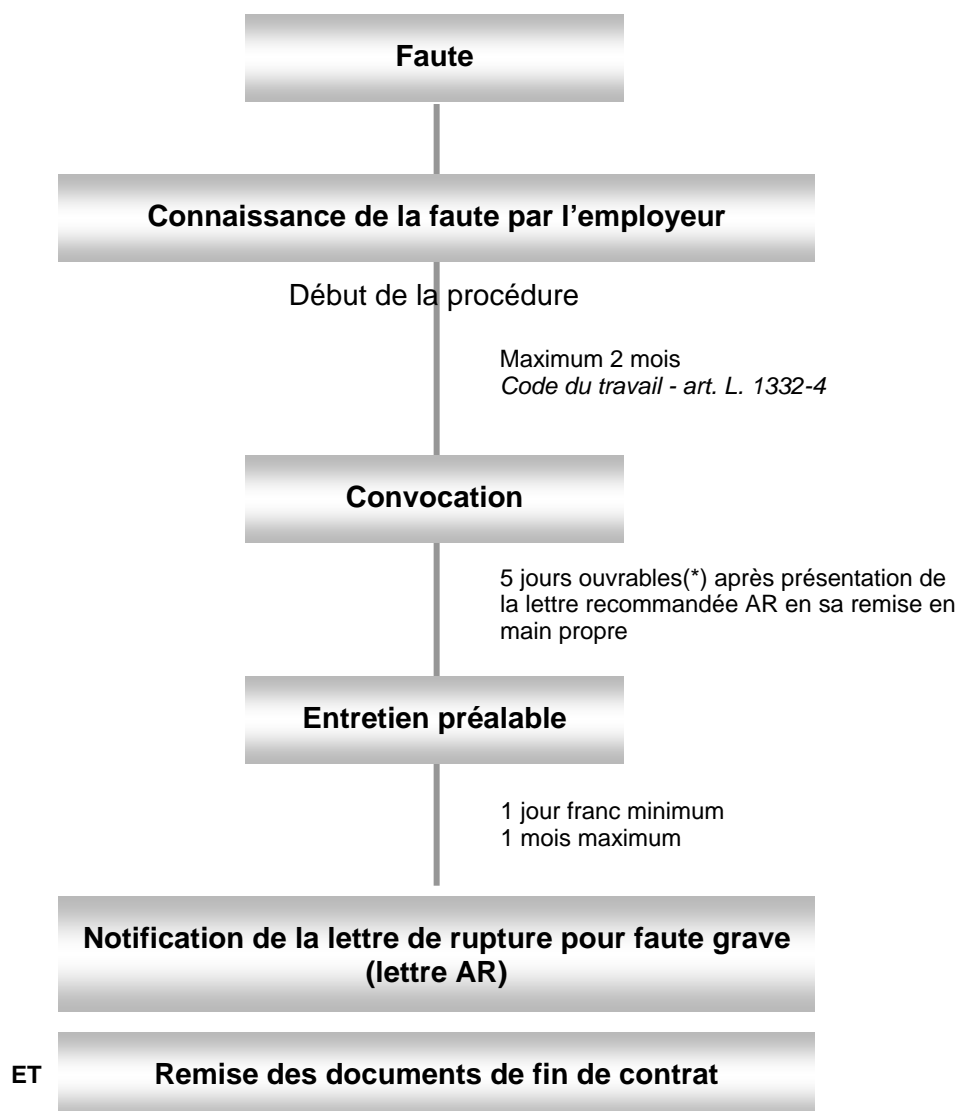 Faute
Connaissance de la faute par l'employeur
Début de la procédure
Maximum 2 mois
Code du travail - art. L. 1332-4
Convocation
5 jours ouvrables(*) après présentation de
la lettre recommandée AR en sa remise en
main propre
Entretien préalable
1 jour franc minimum
1 mois maximum
Notification de la lettre de rupture pour faute grave
(lettre AR)
ET Remise des documents de fin de contrat